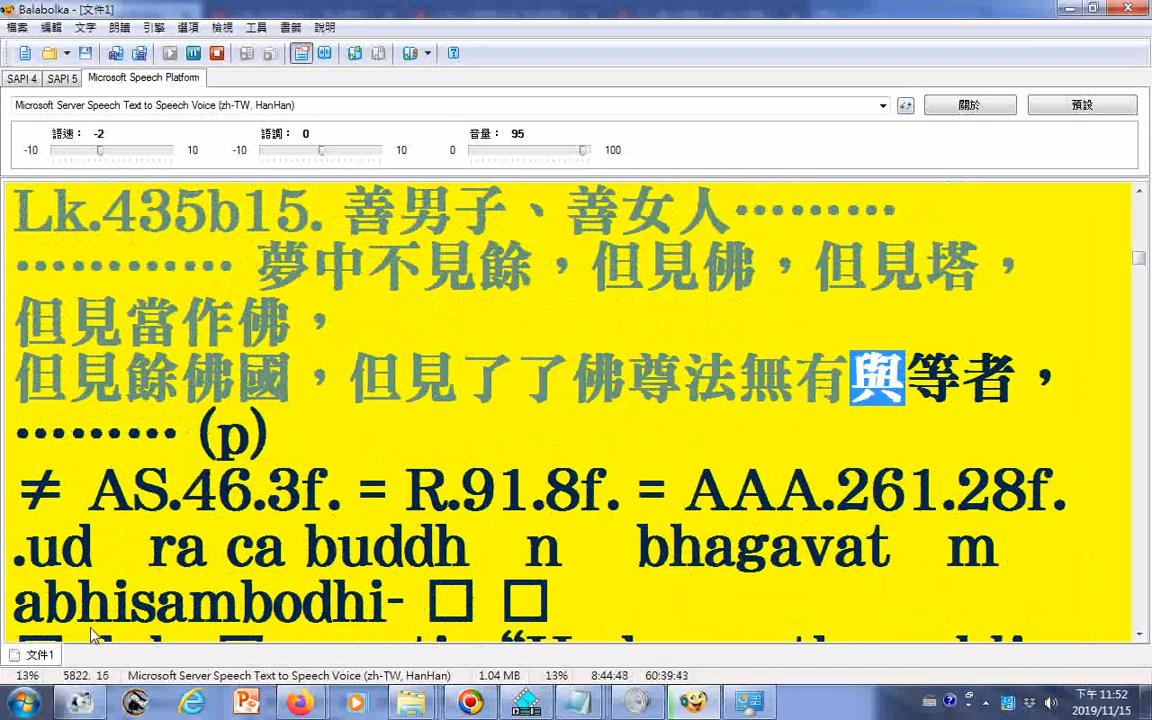 Balabolka - [文件1]
檔案 編輯 文字 朗讀 引擎 選項 檢視 工具 書籤 說明
SAPI 4 SAPI 5 Microsoft Speech Platform
Microsoft Server Speech Text to Speech Voice (zh-TW, HanHan) 關於 預設
語速： -2 語調： 0 音量： 95
-10 10 -10 10 0 100
Lk.435b15. 善男子、善女人………
………… 夢中不見餘，但見佛，但見塔，
但見當作佛，
但見餘佛國，但見了了佛尊法無有與等者，
……… (p)
≠ AS.46.3f. = R.91.8f. = AAA.261.28f.
.ud ra ca buddh n bhagavat m
abhisambodhi- □ □
文件1
13% 5822. 16 Microsoft Server Speech Text to Speech Voice (zh-TW, HanHan) 1.04 MB 13% 8:44:48 60:39:43
下午 11:52
2019/11/15